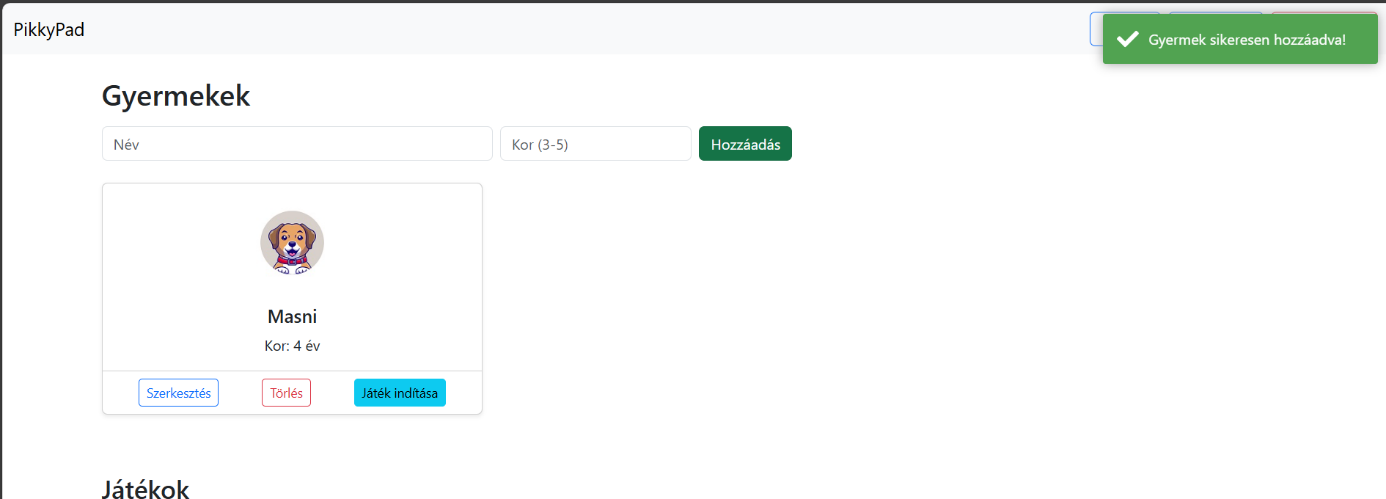 PikkyPad
Gyermek sikeresen hozzáadva!
Gyermekek
Név
Kor (3-5)
Hozzáadás
Masni
Kor: 4 év
Szerkesztés
Törlés
Játék indítása
Játékok